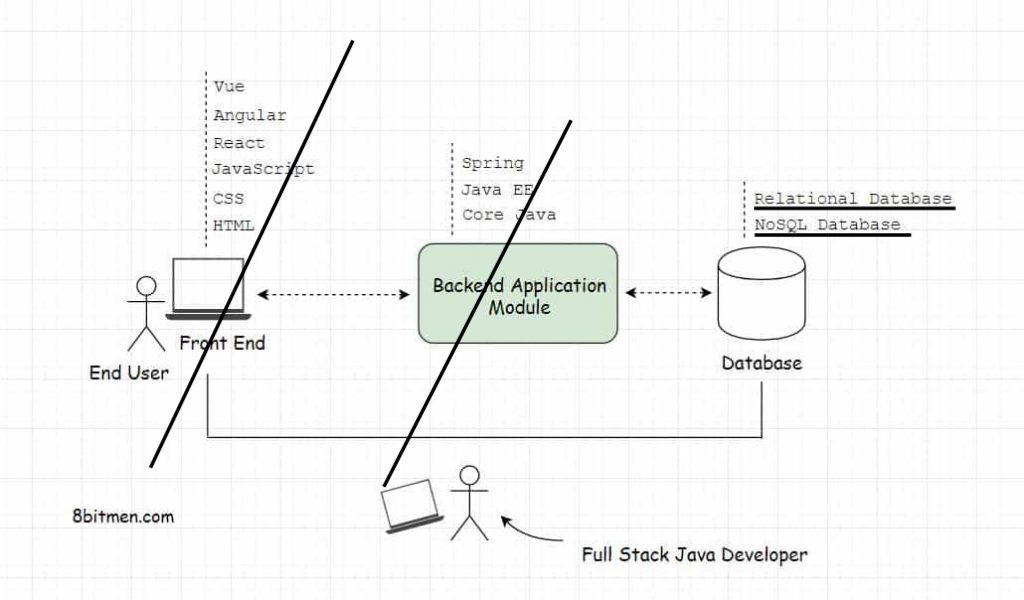 Vue
Angular
React
JavaScript
CSS
HTML
Spring
Java EE
Core Java
Relational Database
NoSQL Database
Backend Application
Module
Front End
End User
Database
8bitmen.com
Full Stack Java Developer